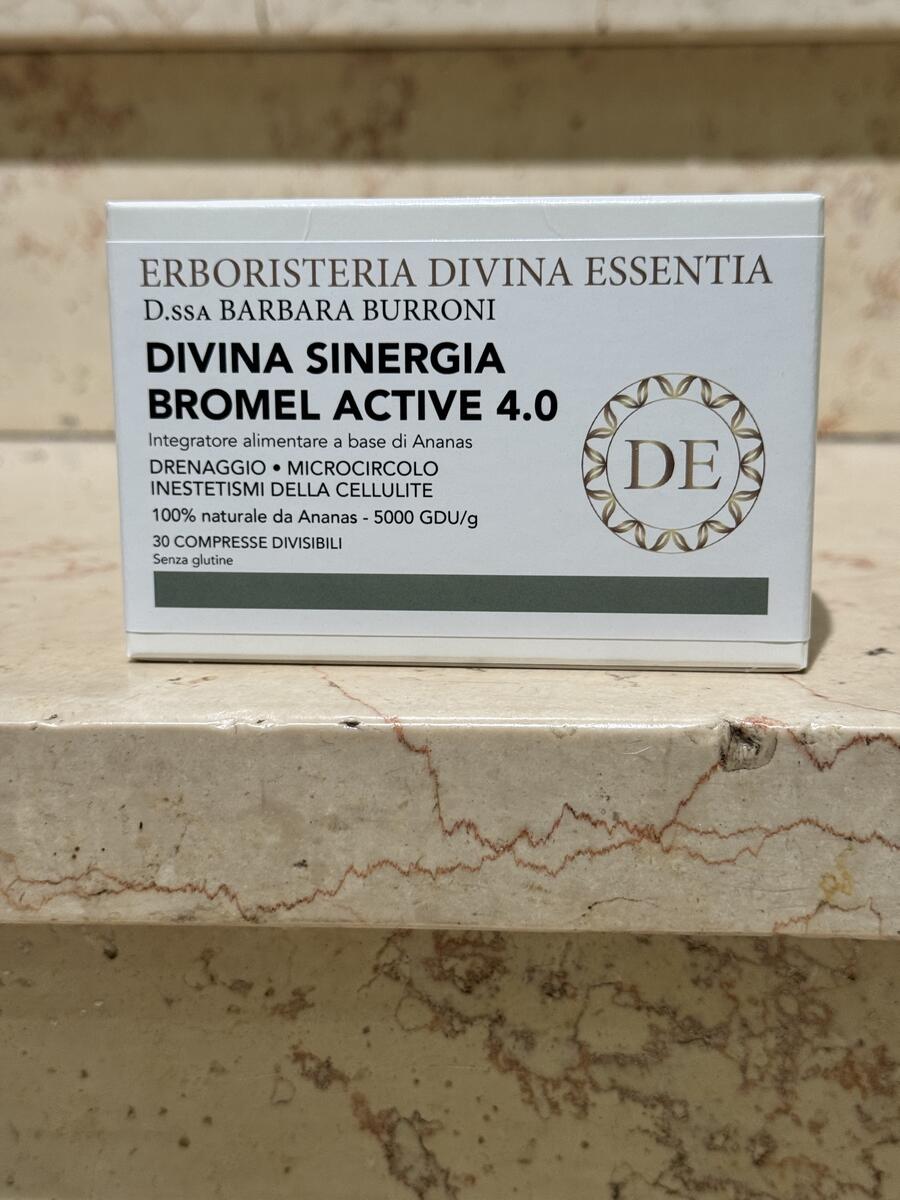 ERBORISTERIA DIVINA ESSENTIA
D.ssa BARBARA BURRONI
DIVINA SINERGIA
BROMEL ACTIVE 4.0
Integratore alimentare a base di Ananas
DRENAGGIO • MICROCIRCOLO
INESTETISMI DELLA CELLULITE
100% naturale da Ananas - 5000 GDU/g
30 COMPRESSE DIVISIBILI
Senza glutine
DE